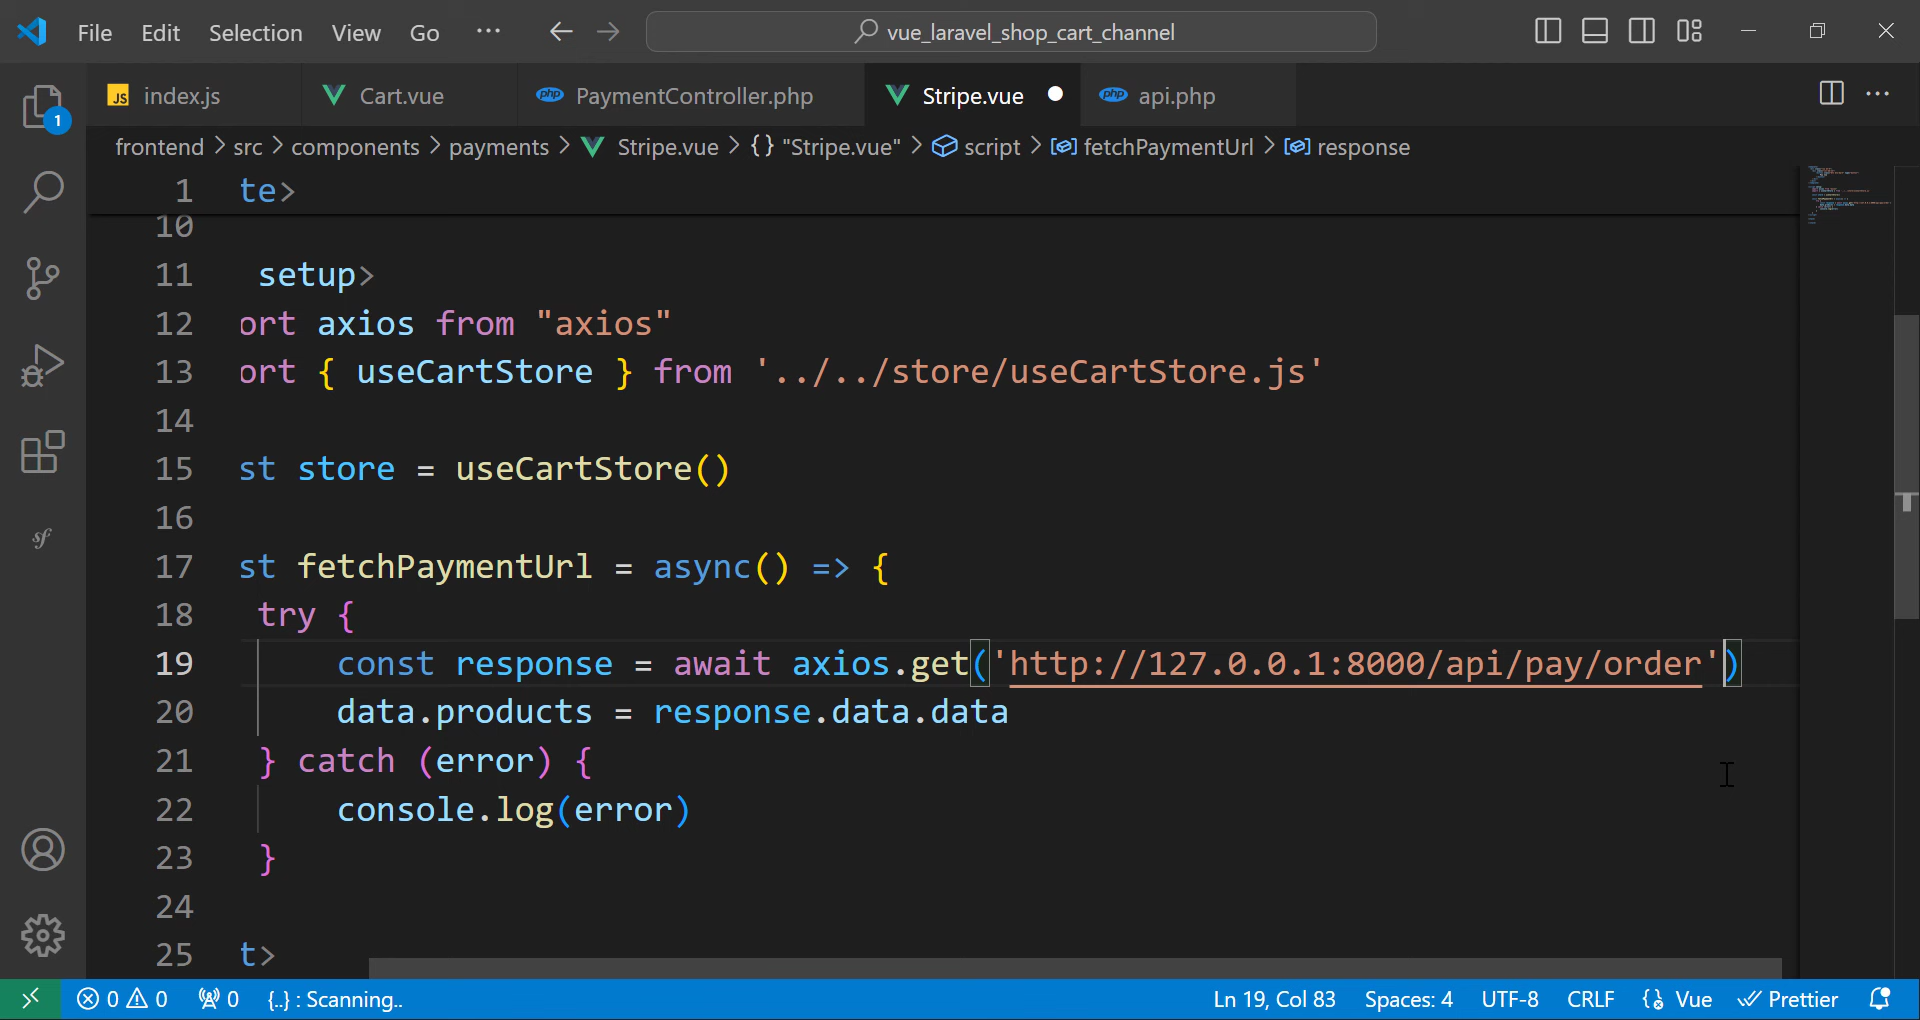 File Edit Selection View Go ··· vue_laravel_shop_cart_channel
JS index.js Cart.vue php PaymentController.php Stripe.vue php api.php ···
1
frontend > src > components > payments > Stripe.vue > {} "Stripe.vue" > script > fetchPaymentUrl > response
1 te>
10
11 setup>
12 ort axios from "axios"
13 ort { useCartStore } from '../../store/useCartStore.js'
14
15 st store = useCartStore()
16
17 st fetchPaymentUrl = async() => {
18 try {
19 const response = await axios.get('http://127.0.0.1:8000/api/pay/order')
20 data.products = response.data.data
21 } catch (error) {
22 console.log(error)
23 }
24
25 t>
sf
0 0 0 {..} : Scanning.. Ln 19, Col 83 Spaces: 4 UTF-8 CRLF Vue Prettier